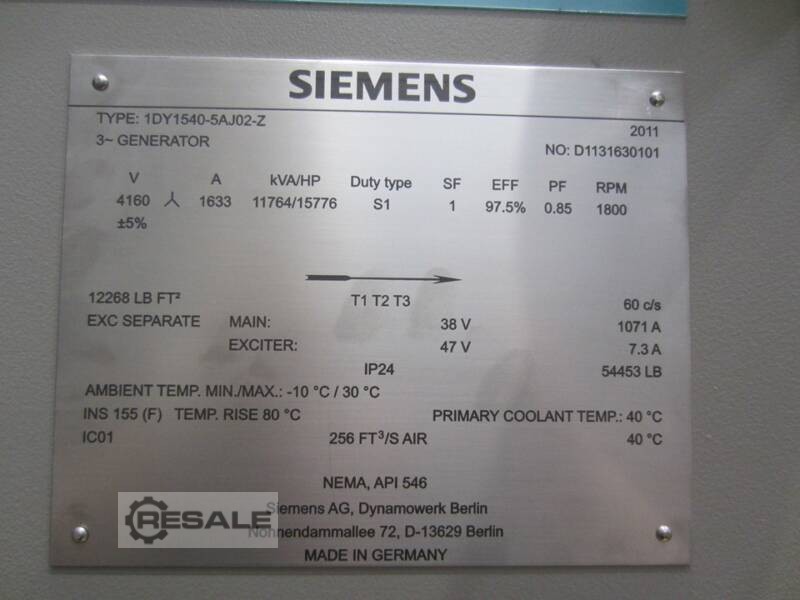 SIEMENS
TYPE: 1DY1540-5AJ02-Z
2011
3~ GENERATOR
NO: D1131630101
V A kVA/HP Duty type SF EFF PF RPM
4160 1633 11764/15776 S1 1 97.5% 0.85 1800
±5%
12268 LB FT² T1 T2 T3 60 c/s
EXC SEPARATE MAIN: 38 V 1071 A
EXCITER: 47 V 7.3 A
IP24 54453 LB
AMBIENT TEMP. MIN./MAX.: -10 °C / 30 °C
INS 155 (F) TEMP. RISE 80 °C PRIMARY COOLANT TEMP.: 40 °C
IC01 256 FT³/S AIR 40 °C
NEMA, API 546
Siemens AG, Dynamowerk Berlin
Nonnendammallee 72, D-13629 Berlin
MADE IN GERMANY
RESALE